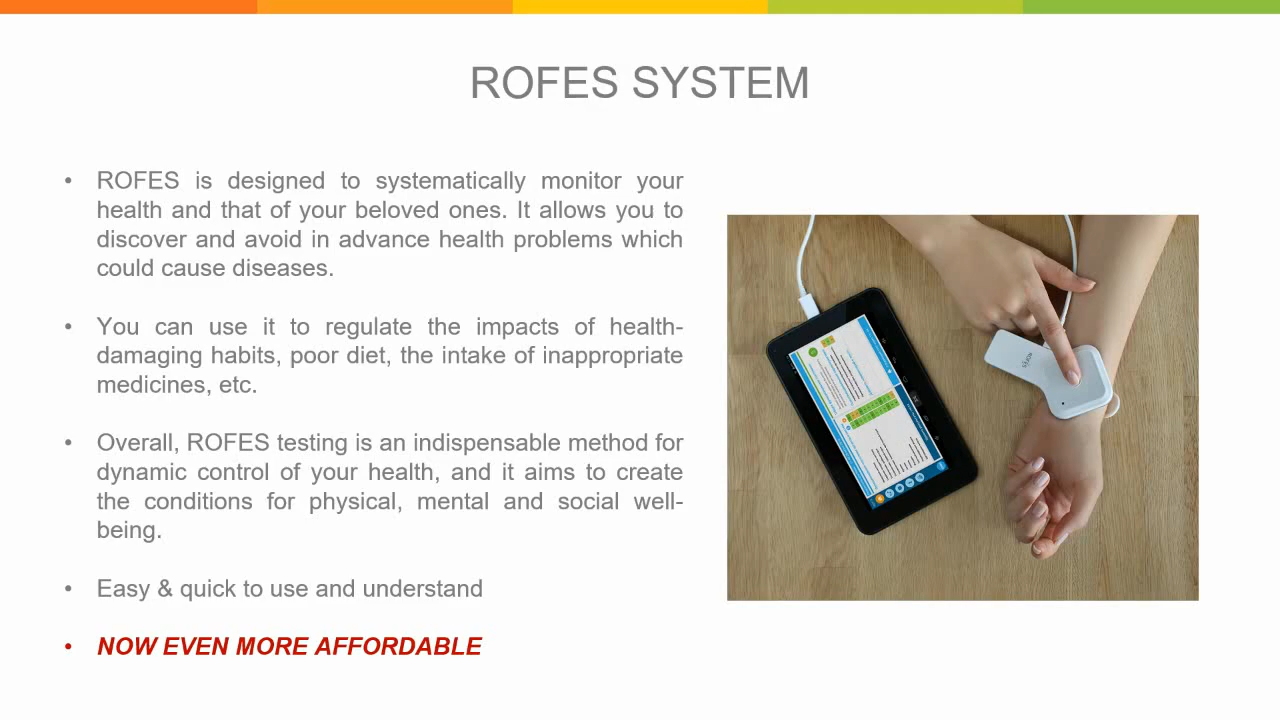 ROFES SYSTEM
• ROFES is designed to systematically monitor your
health and that of your beloved ones. It allows you to
discover and avoid in advance health problems which
could cause diseases.
• You can use it to regulate the impacts of health-
damaging habits, poor diet, the intake of inappropriate
medicines, etc.
• Overall, ROFES testing is an indispensable method for
dynamic control of your health, and it aims to create
the conditions for physical, mental and social well-
being.
• Easy & quick to use and understand
• NOW EVEN MORE AFFORDABLE